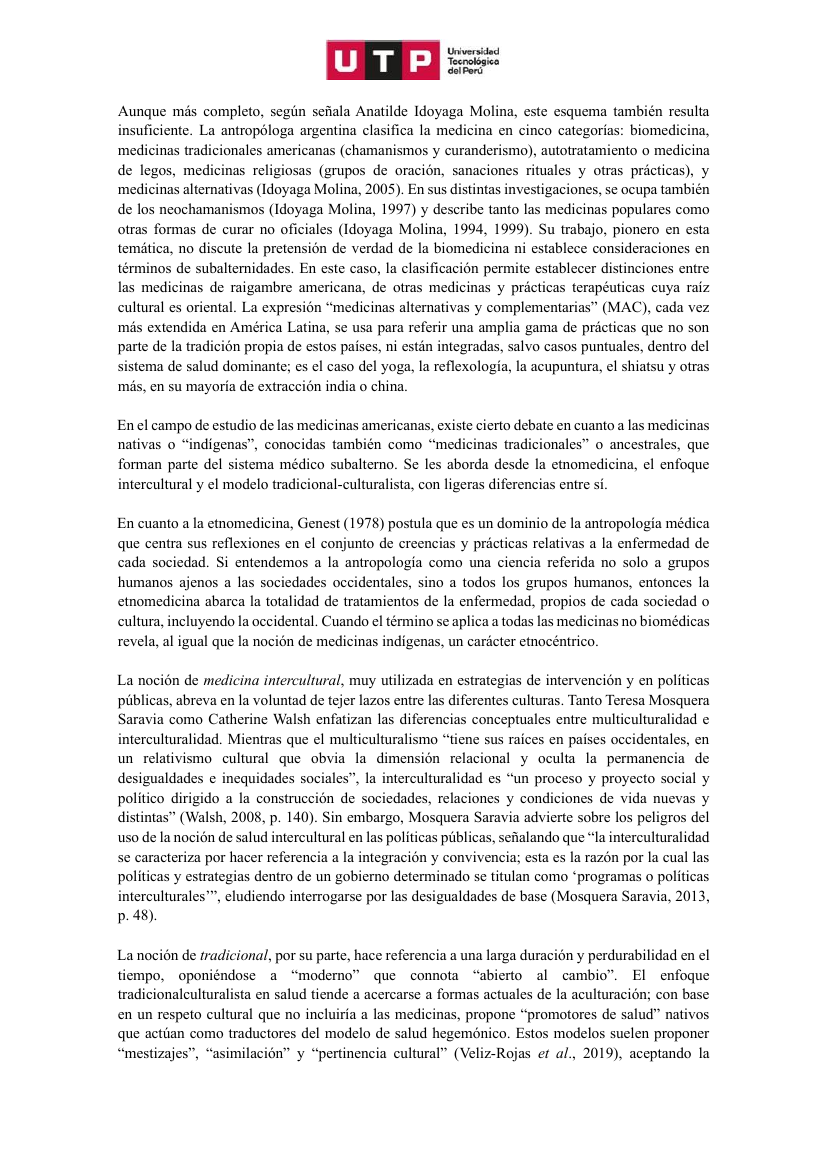 UTP
Universidad
Tecnológica
del Perú
Aunque más completo, según señala Anatilde Idoyaga Molina, este esquema también resulta
insuficiente. La antropóloga argentina clasifica la medicina en cinco categorías: biomedicina,
medicinas tradicionales americanas (chamanismos y curanderismo), autotratamiento o medicina
de legos, medicinas religiosas (grupos de oración, sanaciones rituales y otras prácticas), y
medicinas alternativas (Idoyaga Molina, 2005). En sus distintas investigaciones, se ocupa también
de los neochamanismos (Idoyaga Molina, 1997) y describe tanto las medicinas populares como
otras formas de curar no oficiales (Idoyaga Molina, 1994, 1999). Su trabajo, pionero en esta
temática, no discute la pretensión de verdad de la biomedicina ni establece consideraciones en
términos de subalternidades. En este caso, la clasificación permite establecer distinciones entre
las medicinas de raigambre americana, de otras medicinas y prácticas terapéuticas cuya raíz
cultural es oriental. La expresión “medicinas alternativas y complementarias” (MAC), cada vez
más extendida en América Latina, se usa para referir una amplia gama de prácticas que no son
parte de la tradición propia de estos países, ni están integradas, salvo casos puntuales, dentro del
sistema de salud dominante; es el caso del yoga, la reflexología, la acupuntura, el shiatsu y otras
más, en su mayoría de extracción india o china.
En el campo de estudio de las medicinas americanas, existe cierto debate en cuanto a las medicinas
nativas o “indígenas”, conocidas también como “medicinas tradicionales” o ancestrales, que
forman parte del sistema médico subalterno. Se les aborda desde la etnomedicina, el enfoque
intercultural y el modelo tradicional-culturalista, con ligeras diferencias entre sí.
En cuanto a la etnomedicina, Genest (1978) postula que es un dominio de la antropología médica
que centra sus reflexiones en el conjunto de creencias y prácticas relativas a la enfermedad de
cada sociedad. Si entendemos a la antropología como una ciencia referida no solo a grupos
humanos ajenos a las sociedades occidentales, sino a todos los grupos humanos, entonces la
etnomedicina abarca la totalidad de tratamientos de la enfermedad, propios de cada sociedad o
cultura, incluyendo la occidental. Cuando el término se aplica a todas las medicinas no biomédicas
revela, al igual que la noción de medicinas indígenas, un carácter etnocéntrico.
La noción de medicina intercultural, muy utilizada en estrategias de intervención y en políticas
públicas, abreva en la voluntad de tejer lazos entre las diferentes culturas. Tanto Teresa Mosquera
Saravia como Catherine Walsh enfatizan las diferencias conceptuales entre multiculturalidad e
interculturalidad. Mientras que el multiculturalismo “tiene sus raíces en países occidentales, en
un relativismo cultural que obvia la dimensión relacional y oculta la permanencia de
desigualdades e inequidades sociales”, la interculturalidad es “un proceso y proyecto social y
político dirigido a la construcción de sociedades, relaciones y condiciones de vida nuevas y
distintas” (Walsh, 2008, p. 140). Sin embargo, Mosquera Saravia advierte sobre los peligros del
uso de la noción de salud intercultural en las políticas públicas, señalando que “la interculturalidad
se caracteriza por hacer referencia a la integración y convivencia; esta es la razón por la cual las
políticas y estrategias dentro de un gobierno determinado se titulan como ‘programas o políticas
interculturales’”, eludiendo interrogarse por las desigualdades de base (Mosquera Saravia, 2013,
p. 48).
La noción de tradicional, por su parte, hace referencia a una larga duración y perdurabilidad en el
tiempo, oponiéndose a “moderno” que connota “abierto al cambio”. El enfoque
tradicionalculturalista en salud tiende a acercarse a formas actuales de la aculturación; con base
en un respeto cultural que no incluiría a las medicinas, propone “promotores de salud” nativos
que actúan como traductores del modelo de salud hegemónico. Estos modelos suelen proponer
“mestizajes”, “asimilación” y “pertinencia cultural” (Veliz-Rojas et al., 2019), aceptando la